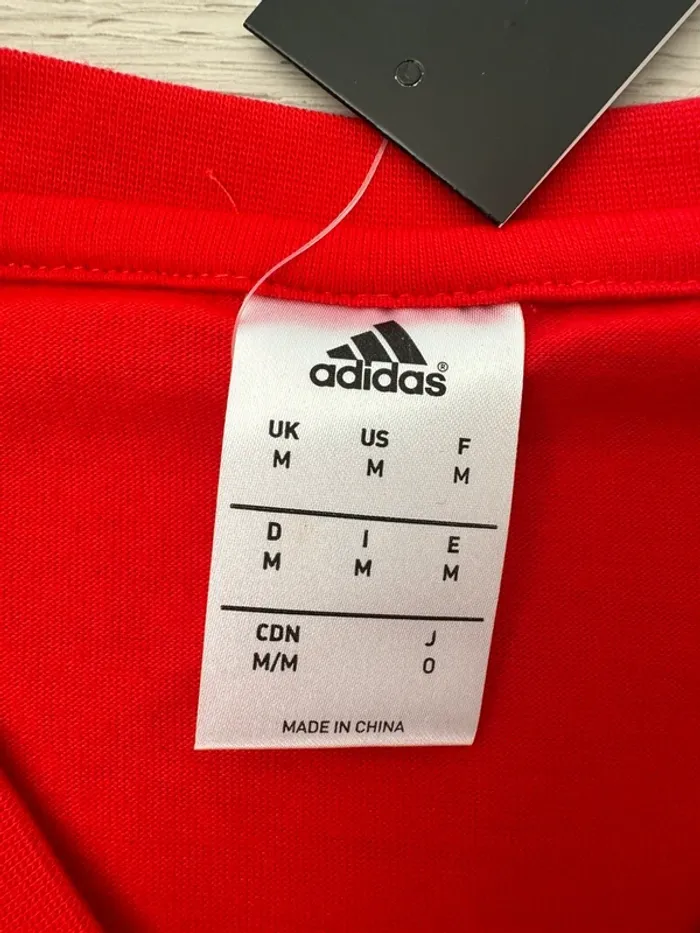 adidas®
UK US F
M M M
D I E
M M M
CDN J
M/M O
MADE IN CHINA